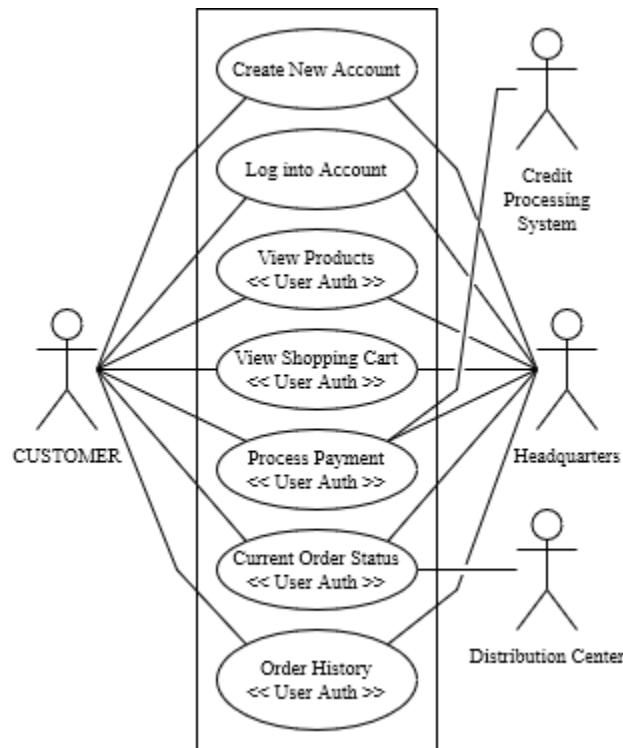 Create New Account
Log into Account
View Products
<< User Auth >>
View Shopping Cart
<< User Auth >>
Process Payment
<< User Auth >>
Current Order Status
<< User Auth >>
Order History
<< User Auth >>
CUSTOMER
Credit
Processing
System
Headquarters
Distribution Center